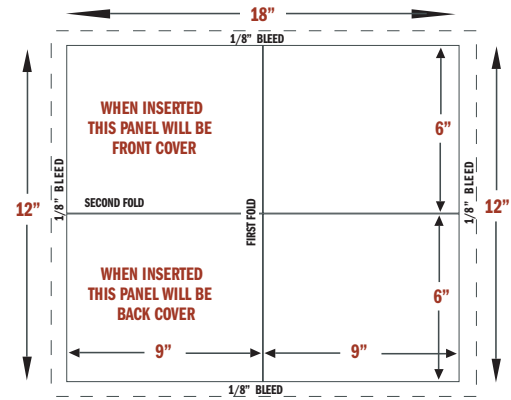 18”
1/8” BLEED
WHEN INSERTED
THIS PANEL WILL BE
FRONT COVER
6”
12”
1/8” BLEED
SECOND FOLD
FIRST FOLD
1/8” BLEED
12”
WHEN INSERTED
THIS PANEL WILL BE
BACK COVER
6”
9”
9”
1/8” BLEED